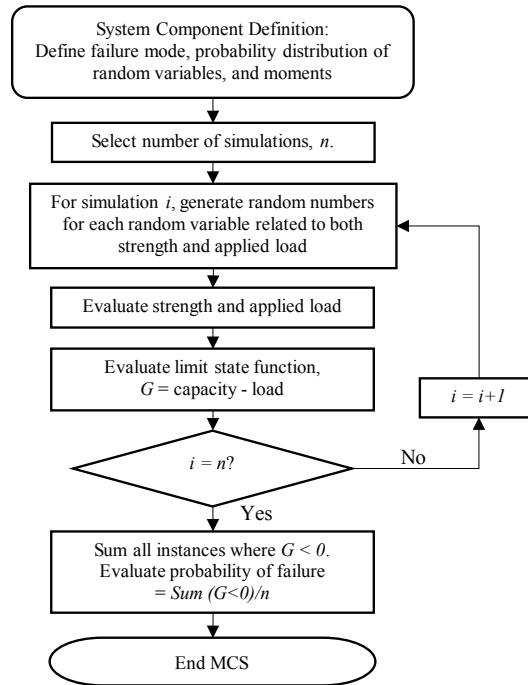 System Component Definition:
Define failure mode, probability distribution of
random variables, and moments
Select number of simulations, n.
For simulation i, generate random numbers
for each random variable related to both
strength and applied load
Evaluate strength and applied load
Evaluate limit state function,
G = capacity - load
i = i+1
i = n?
No
Yes
Sum all instances where G < 0.
Evaluate probability of failure
= Sum (G<0)/n
End MCS